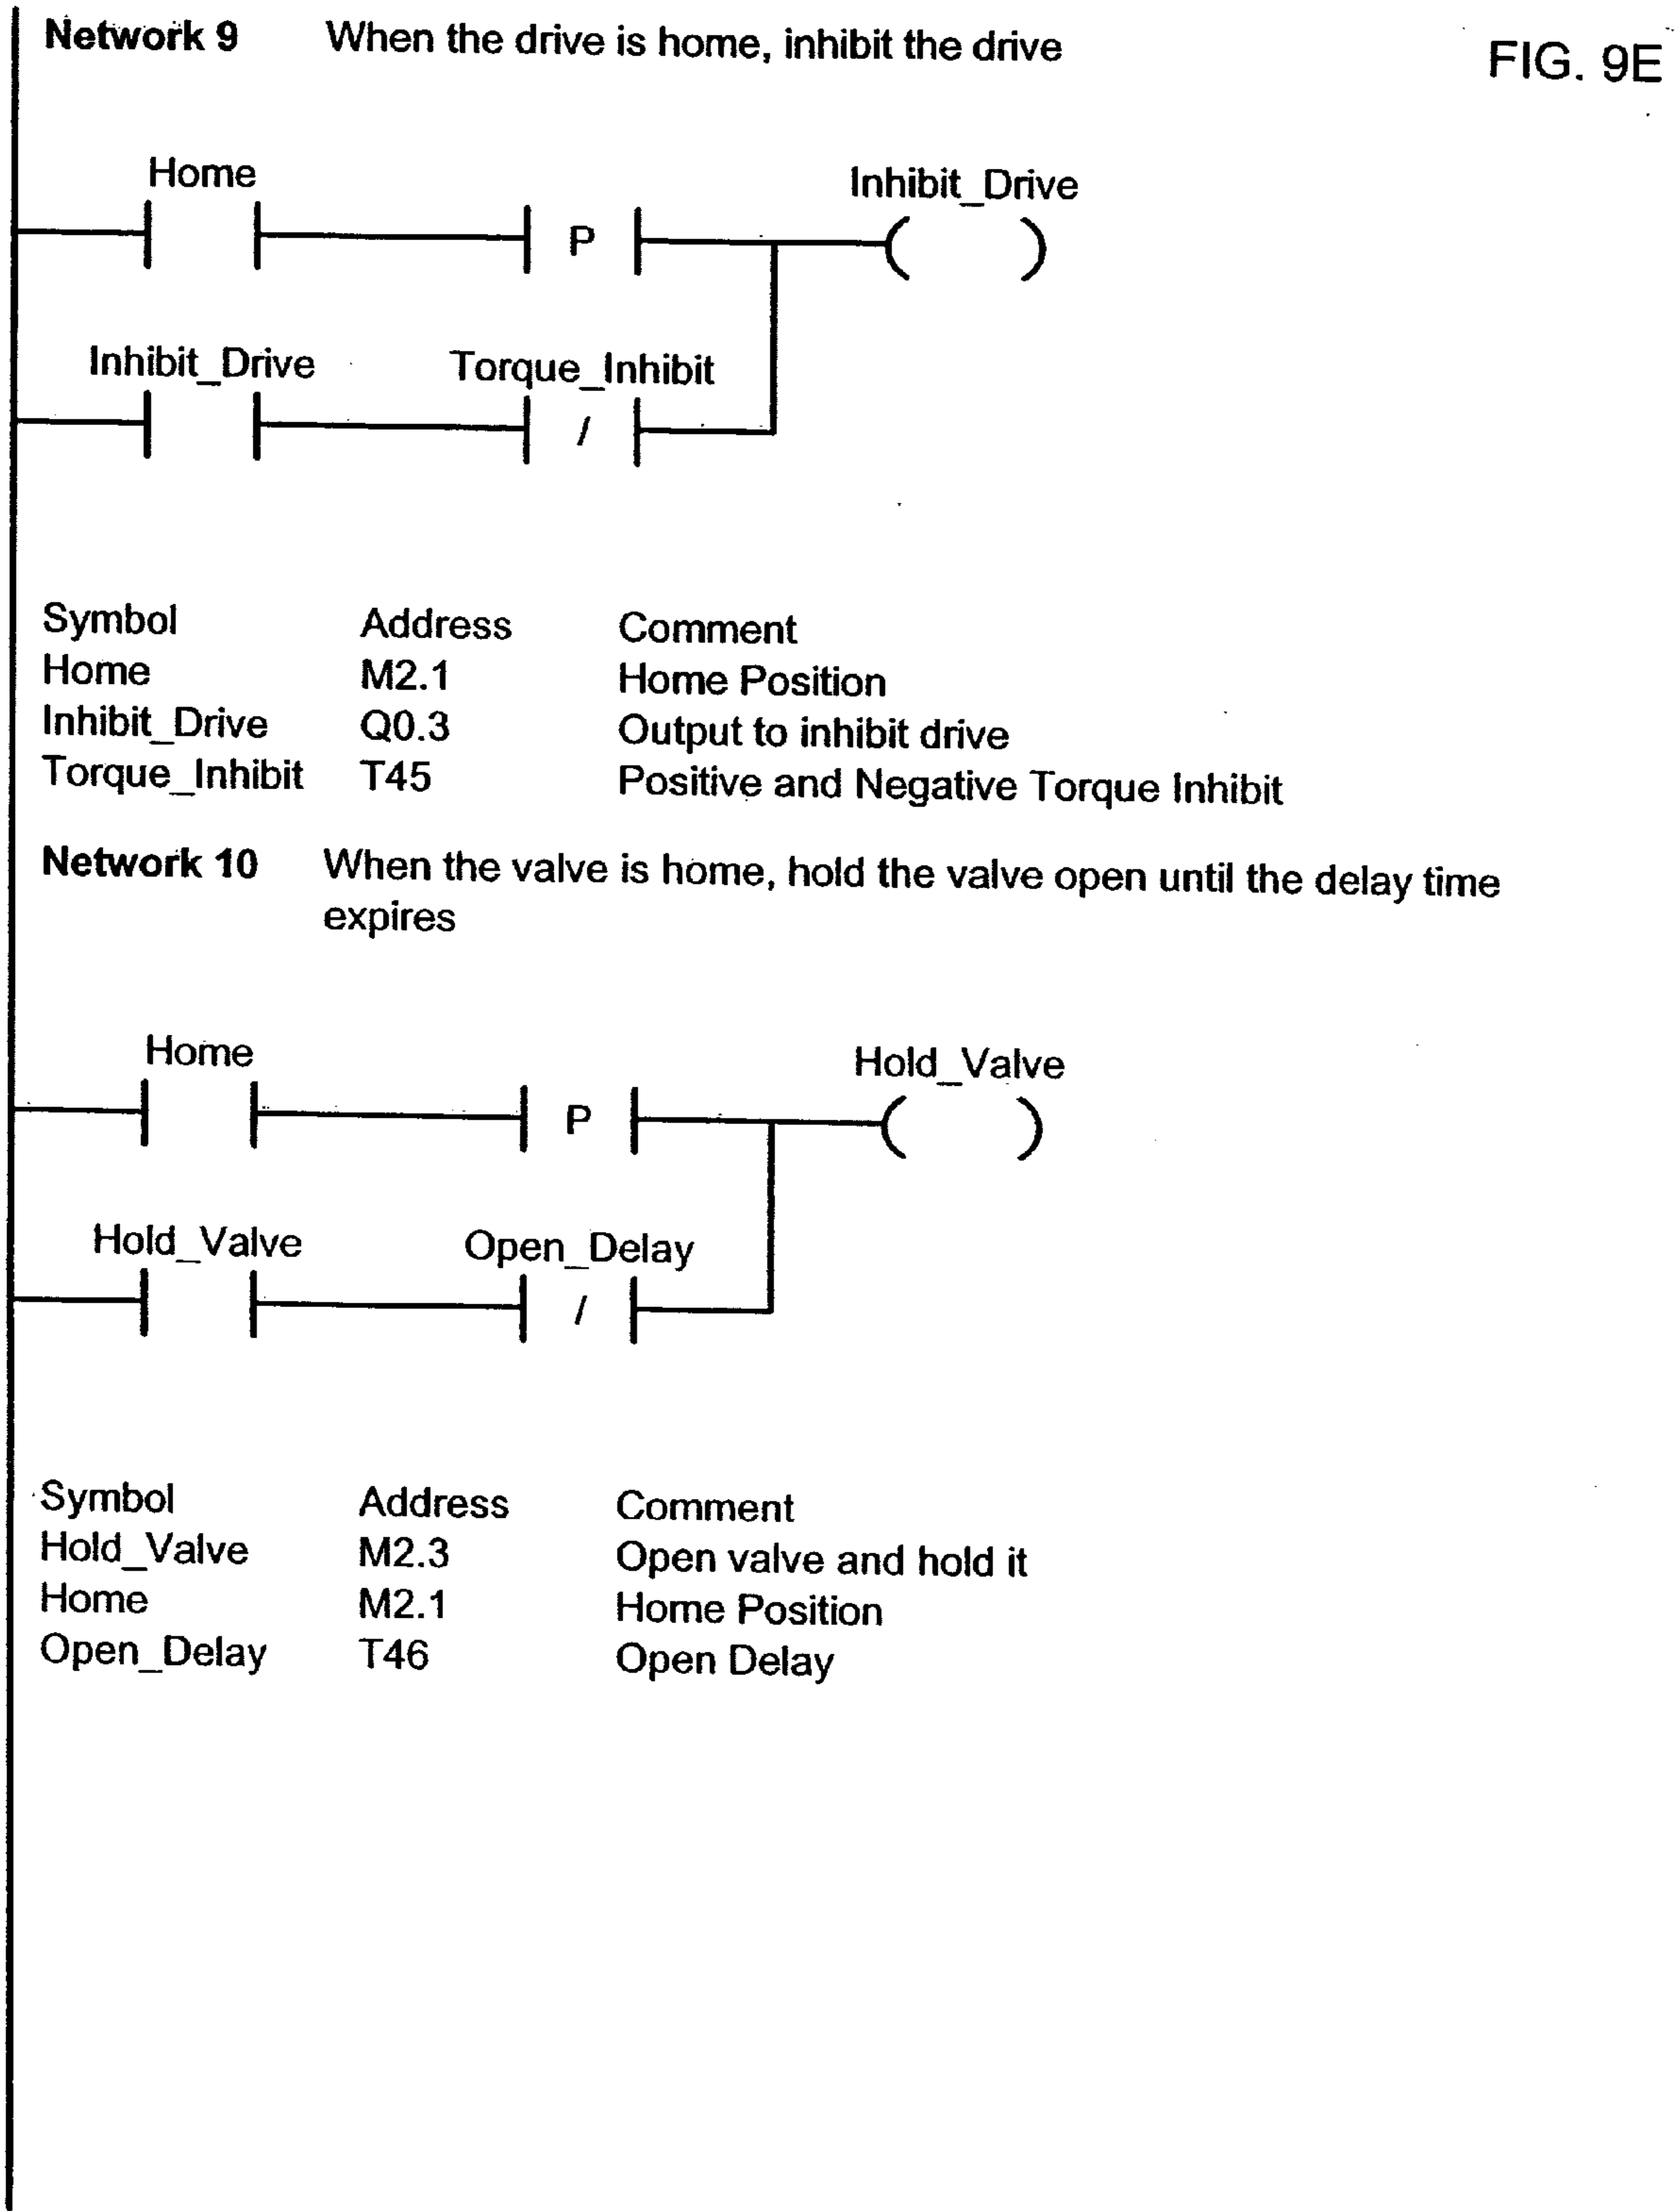 Network 9 When the drive is home, inhibit the drive
FIG. 9E
Home
P
Inhibit_Drive
( )
Inhibit_Drive
Torque_Inhibit
/
Symbol Address Comment
Home M2.1 Home Position
Inhibit_Drive Q0.3 Output to inhibit drive
Torque_Inhibit T45 Positive and Negative Torque Inhibit
Network 10 When the valve is home, hold the valve open until the delay time
expires
Home
P
Hold_Valve
( )
Hold_Valve
Open_Delay
/
Symbol Address Comment
Hold_Valve M2.3 Open valve and hold it
Home M2.1 Home Position
Open_Delay T46 Open Delay